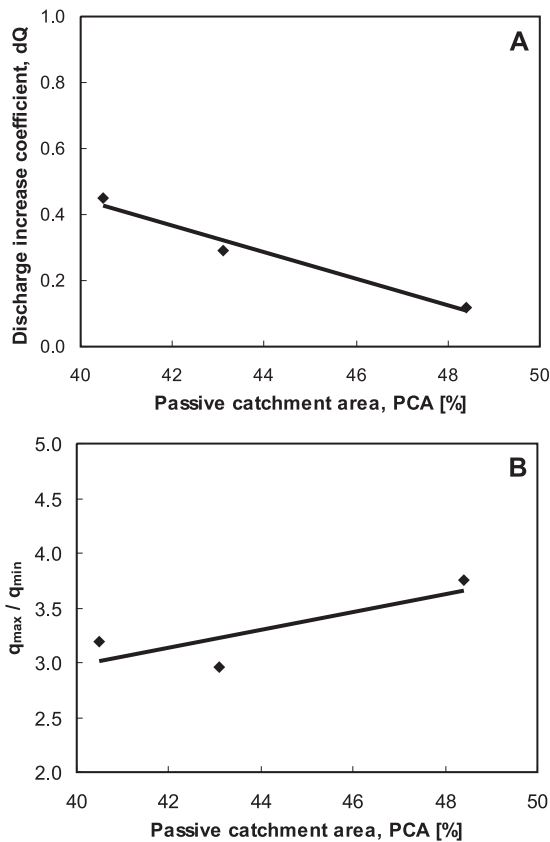 A
Discharge increase coefficient, dQ
1.0
0.8
0.6
0.4
0.2
0.0
40 42 44 46 48 50
Passive catchment area, PCA [%]
B
qmax / qmin
5.0
4.5
4.0
3.5
3.0
2.5
2.0
40 42 44 46 48 50
Passive catchment area, PCA [%]